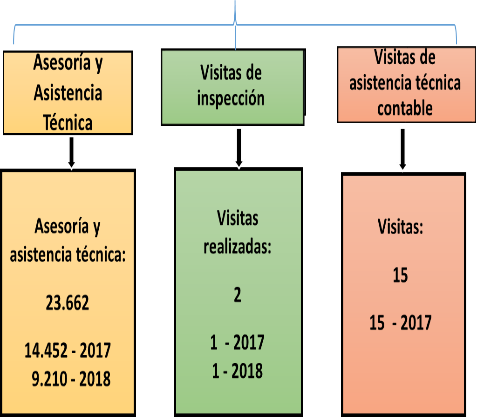 Asesoría y
Asistencia
Técnica
Visitas de
inspección
Visitas de
asistencia técnica
contable
Asesoría y
asistencia técnica:
23.662
14.452 - 2017
9.210 - 2018
Visitas
realizadas:
2
1 - 2017
1 - 2018
Visitas:
15
15 - 2017